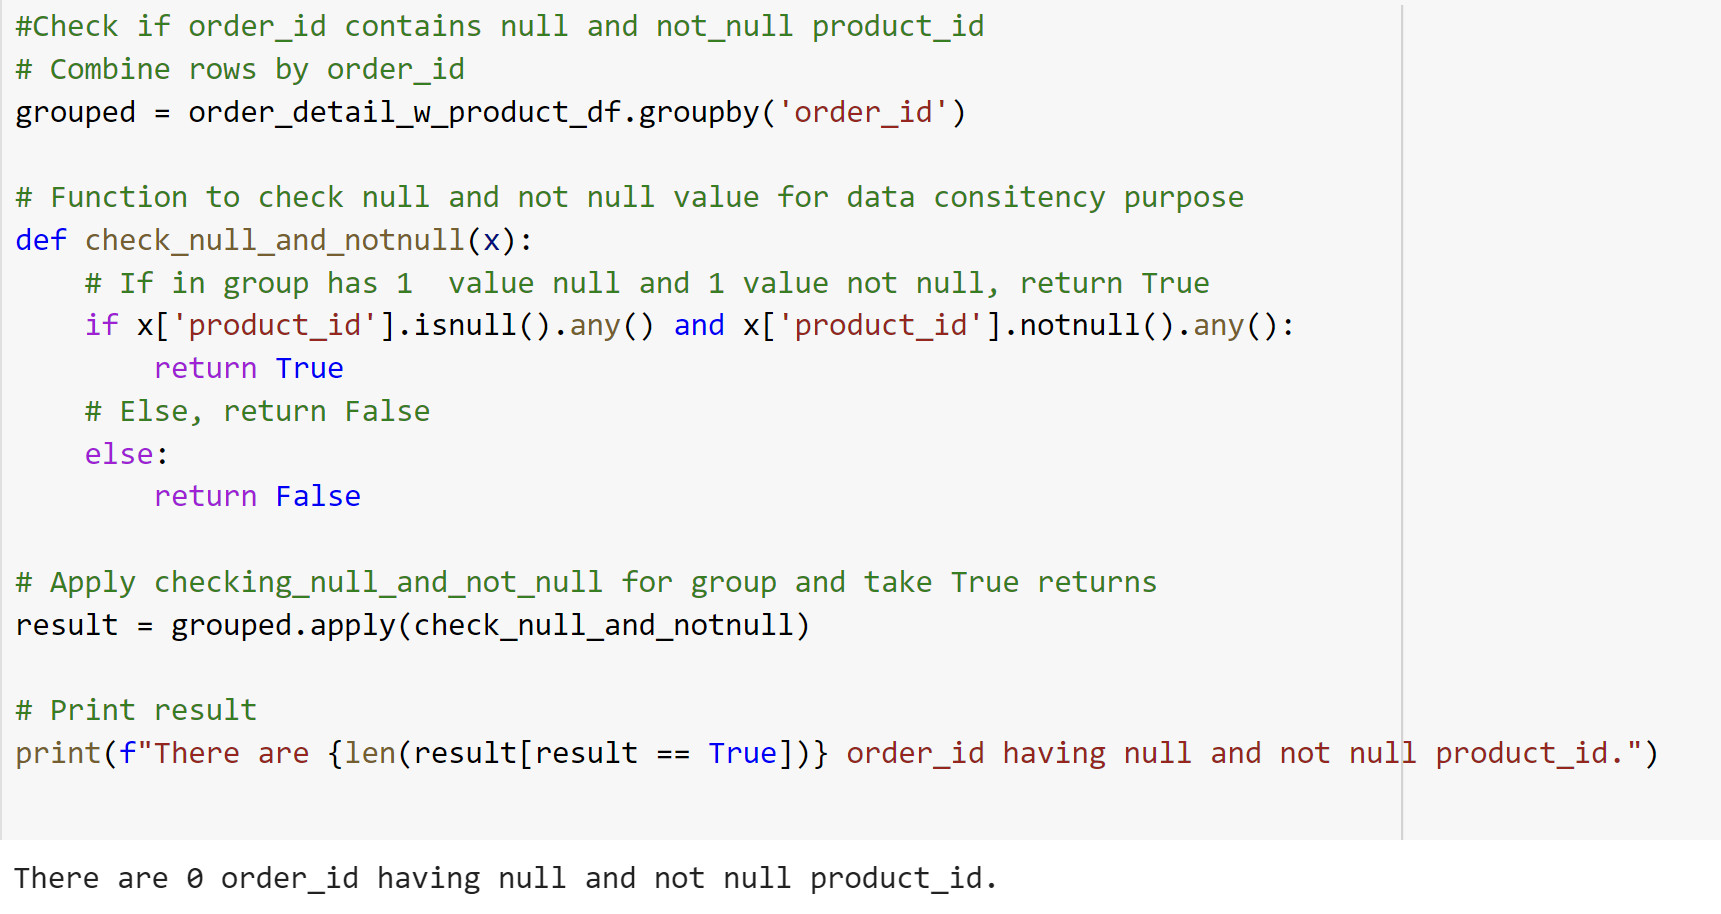 #Check if order_id contains null and not_null product_id
# Combine rows by order_id
grouped = order_detail_w_product_df.groupby('order_id')
# Function to check null and not null value for data consitency purpose
def check_null_and_notnull(x):
    # If in group has 1  value null and 1 value not null, return True
    if x['product_id'].isnull().any() and x['product_id'].notnull().any():
        return True
    # Else, return False
    else:
        return False
# Apply checking_null_and_not_null for group and take True returns
result = grouped.apply(check_null_and_notnull)
# Print result
print(f"There are {len(result[result == True])} order_id having null and not null product_id.")
There are 0 order_id having null and not null product_id.